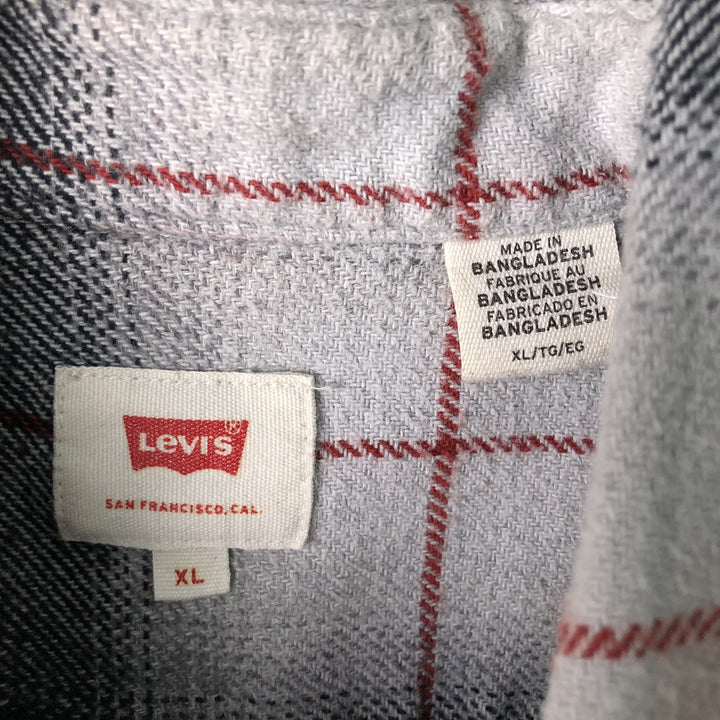 MADE IN
BANGLADESH
FABRIQUE AU
BANGLADESH
FABRICADO EN
BANGLADESH
XL/TG/EG
LEVI'S®
SAN FRANCISCO, CAL.
XL